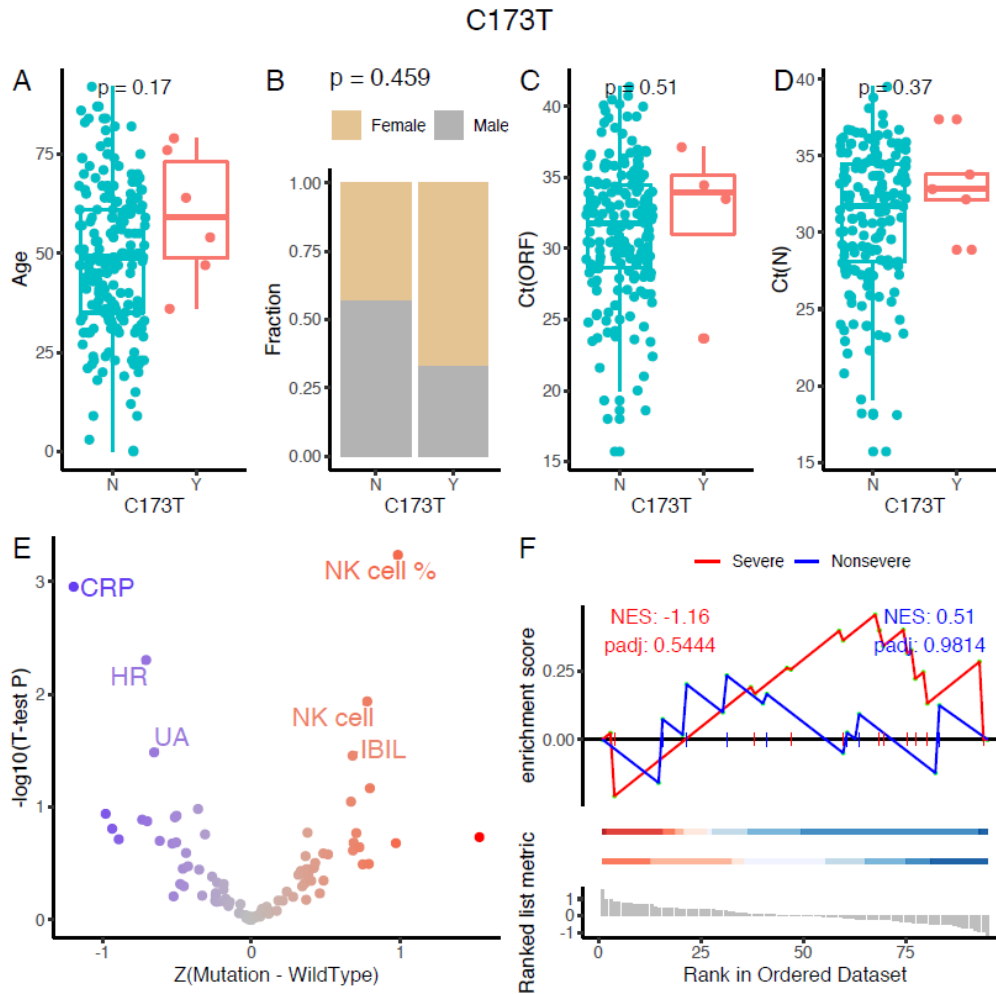 C173T
A
p = 0.17
Age
75
50
25
0
N
Y
C173T
B
p = 0.459
Female
Male
Fraction
1.00
0.75
0.50
0.25
0.00
N
Y
C173T
C
p = 0.51
Ct(ORF)
40
35
30
25
20
15
N
Y
C173T
D
p = 0.37
Ct(N)
40
35
30
25
20
15
N
Y
C173T
E
-log10(T-test P)
3
2
1
0
CRP
HR
UA
NK cell %
NK cell
IBIL
-1
0
1
Z(Mutation - WildType)
F
Severe
Nonsevere
NES: -1.16
padj: 0.5444
NES: 0.51
padj: 0.9814
enrichment score
0.25
0.00
Ranked list metric
1
0
-1
0
25
50
75
Rank in Ordered Dataset